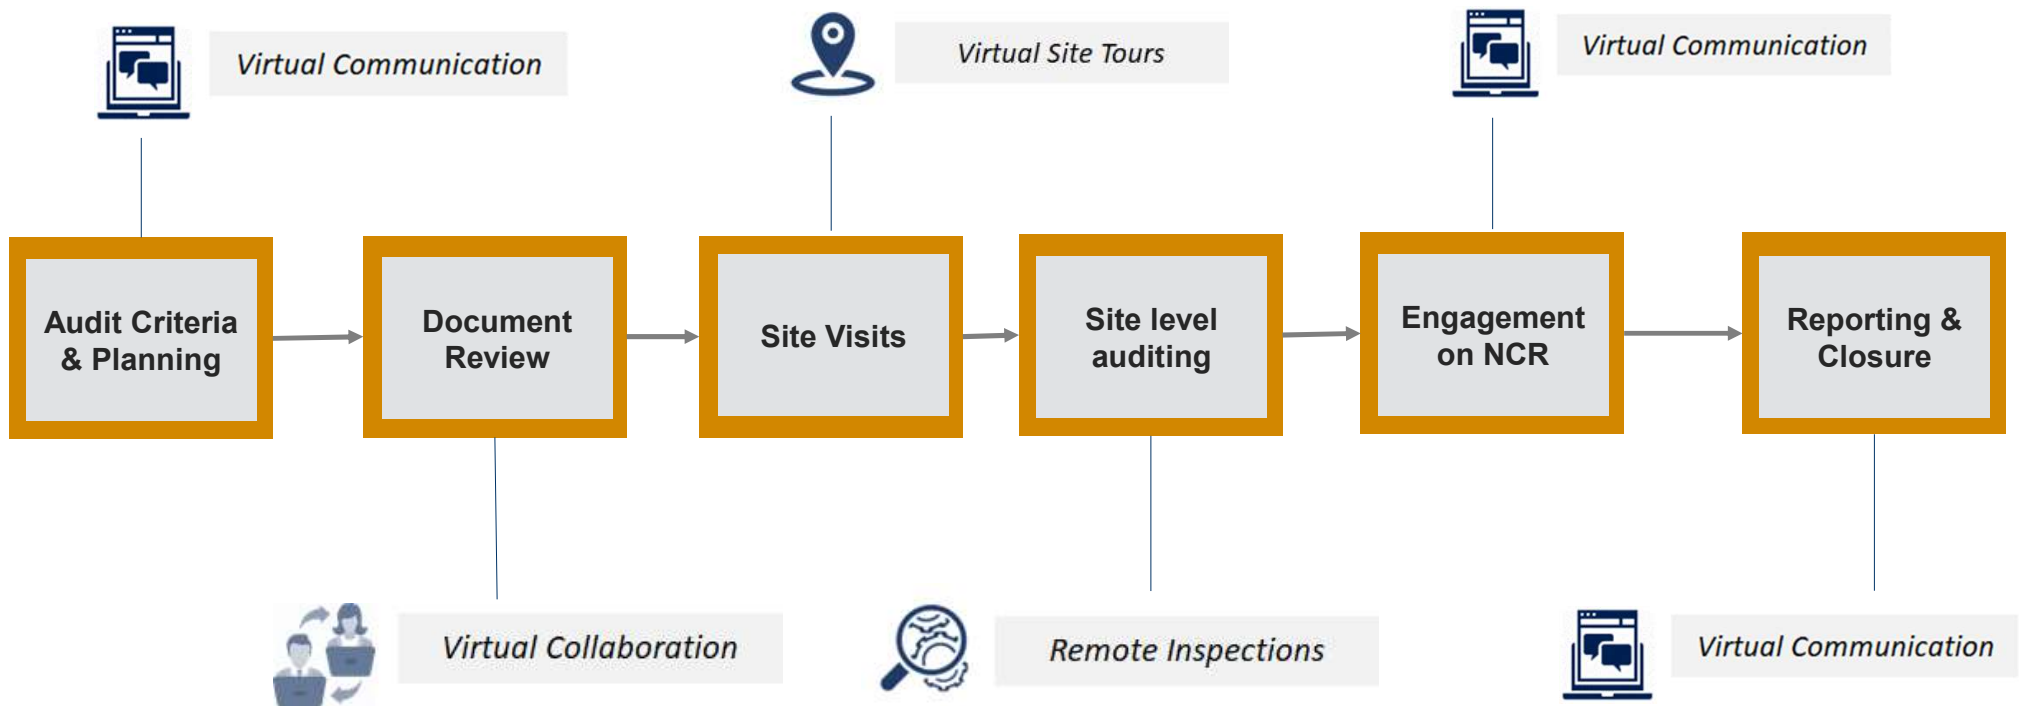 Virtual Communication
Virtual Site Tours
Virtual Communication
Audit Criteria
& Planning
Document
Review
Site Visits
Site level
auditing
Engagement
on NCR
Reporting &
Closure
Virtual Collaboration
Remote Inspections
Virtual Communication